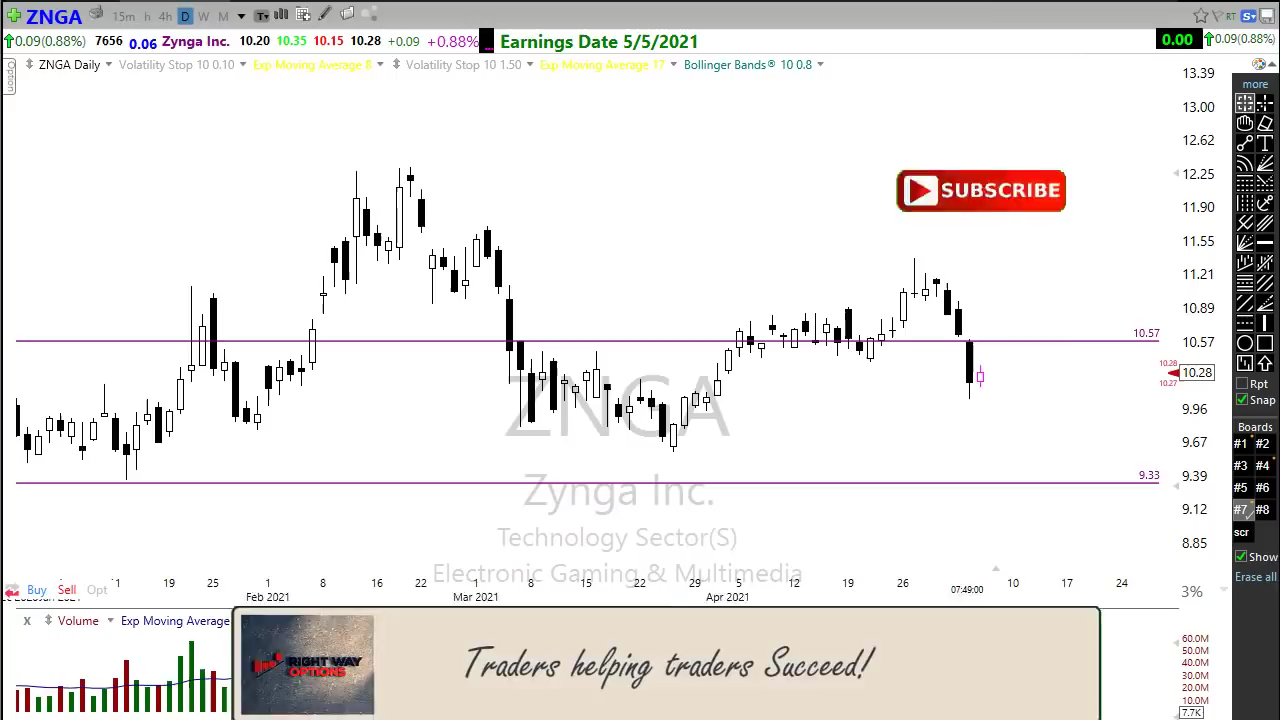 ZNGA 15m h 4h D W M T RT S
0.09(0.88%) 7656 0.06 Zynga Inc. 10.20 10.35 10.15 10.28 +0.09 +0.88% Earnings Date 5/5/2021 0.00 0.09(0.88%)
Option
ZNGA Daily Volatility Stop 10 0.10 Exp Moving Average 8 Volatility Stop 10 1.50 Exp Moving Average 17 Bollinger Bands® 10 0.8
13.39
13.00
12.62
12.25
11.90
11.55
11.21
10.89
10.57
10.28
9.96
9.67
9.39
9.12
8.85
3%
SUBSCRIBE
10.57
10.28
10.27
9.33
ZNGA
Zynga Inc.
Technology Sector(S)
Electronic Gaming & Multimedia
more
T
Rpt
Snap
Boards
#1 #2
#3 #4
#5 #6
#7 #8
scr
Show
Erase all
Buy Sell Opt
11 19 25 1 8 16 22 1 8 15 22 29 5 12 19 26 07:49:00 10 17 24
Feb 2021 Mar 2021 Apr 2021
x Volume Exp Moving Average
RIGHT WAY
OPTIONS
Traders helping traders Succeed!
60.0M
50.0M
40.0M
30.0M
20.0M
10.0M
7.7K